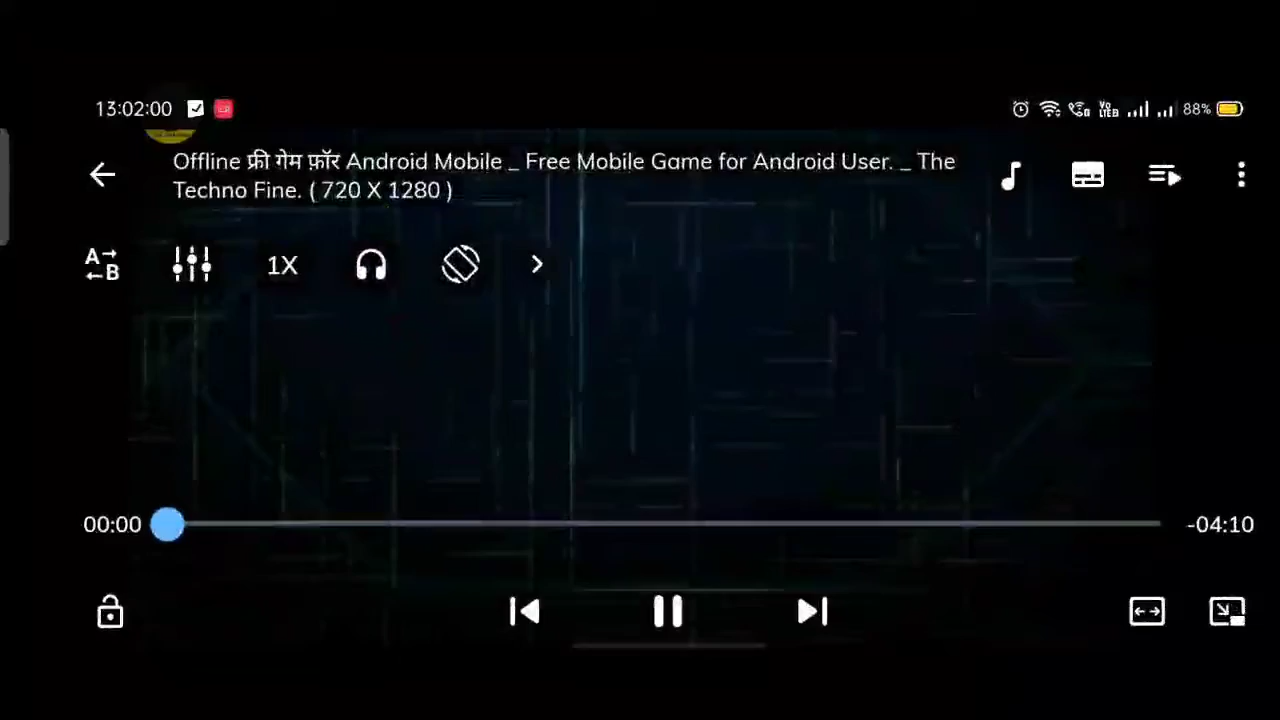 13:02:00
88%
Offline फ्री गेम फ़ॉर Android Mobile _ Free Mobile Game for Android User. _ The
Techno Fine. ( 720 X 1280 )
A B
1X
00:00
-04:10